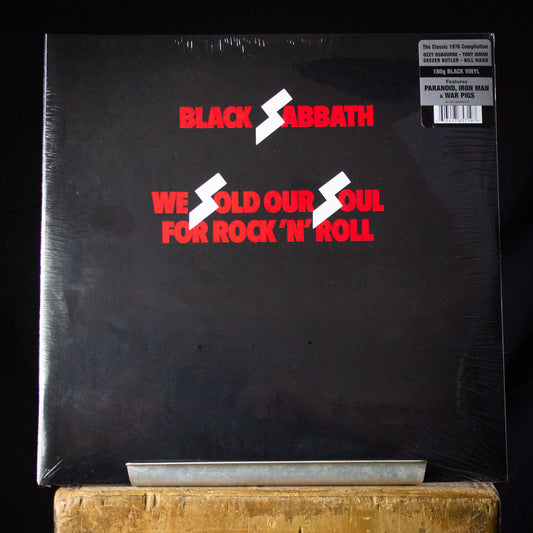 BLACK SABBATH
WE SOLD OUR SOUL
FOR ROCK 'N' ROLL
The Classic 1976 Compilation
OZZY OSBOURNE · TONY IOMMI
GEEZER BUTLER · BILL WARD
180g BLACK VINYL
Features
PARANOID, IRON MAN
& WAR PIGS